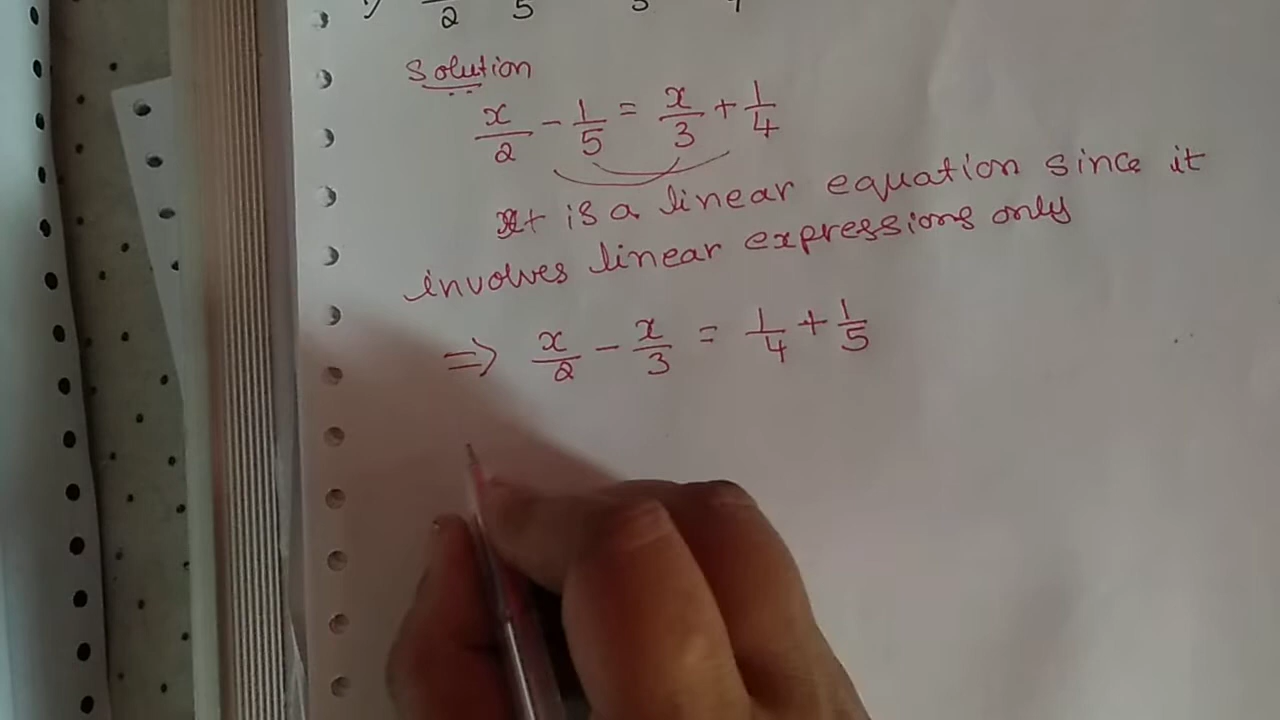 Solution
x/2 - 1/5 = x/3 + 1/4
It is a linear equation since it
involves linear expressions only
=> x/2 - x/3 = 1/4 + 1/5